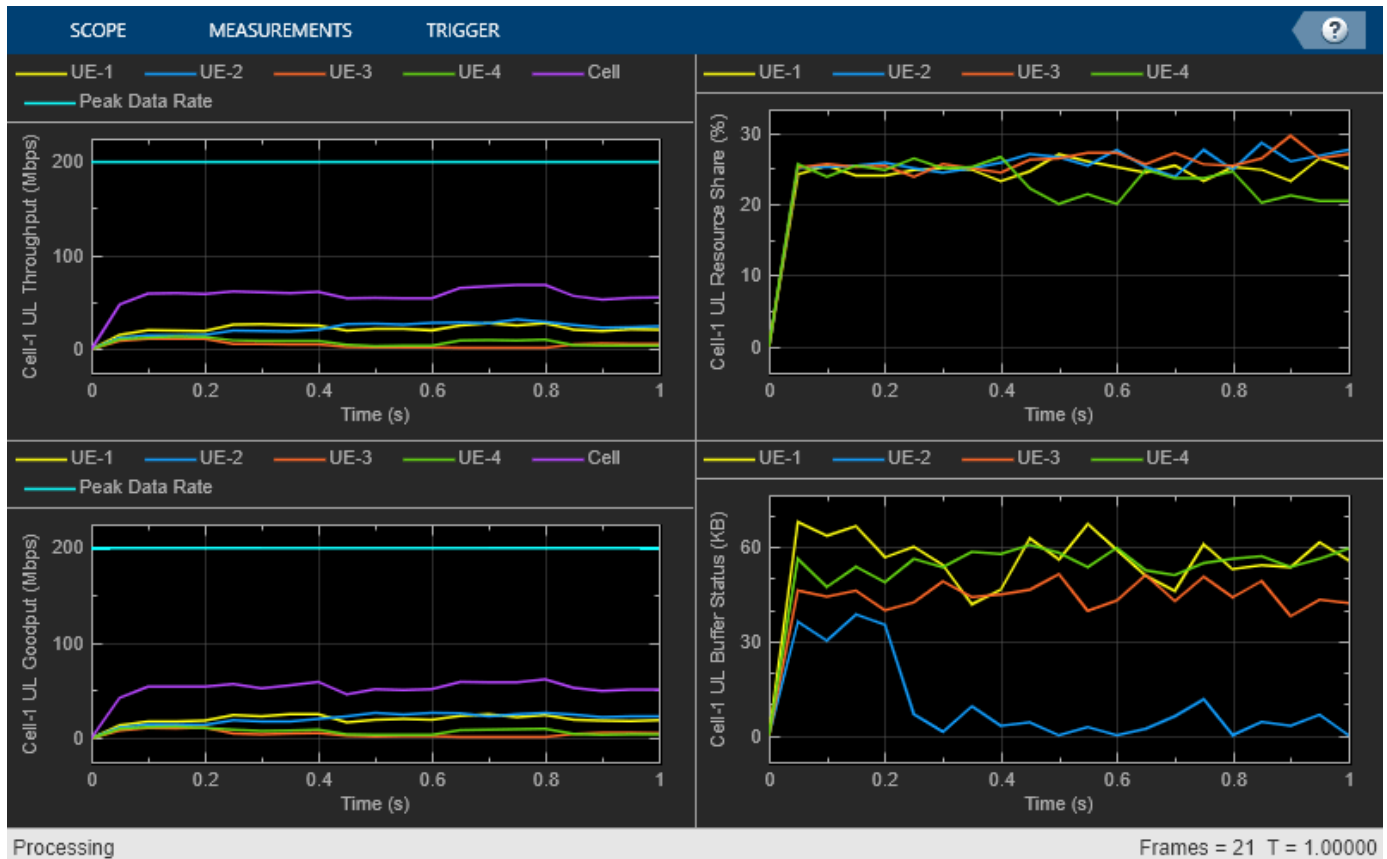 SCOPE MEASUREMENTS TRIGGER ?
UE-1 UE-2 UE-3 UE-4 Cell
Peak Data Rate
Cell-1 UL Throughput (Mbps)
200
100
0
0 0.2 0.4 0.6 0.8 1
Time (s)
UE-1 UE-2 UE-3 UE-4
Cell-1 UL Resource Share (%)
30
20
10
0
0 0.2 0.4 0.6 0.8 1
Time (s)
UE-1 UE-2 UE-3 UE-4 Cell
Peak Data Rate
Cell-1 UL Goodput (Mbps)
200
100
0
0 0.2 0.4 0.6 0.8 1
Time (s)
UE-1 UE-2 UE-3 UE-4
Cell-1 UL Buffer Status (KB)
60
30
0
0 0.2 0.4 0.6 0.8 1
Time (s)
Processing Frames = 21 T = 1.00000